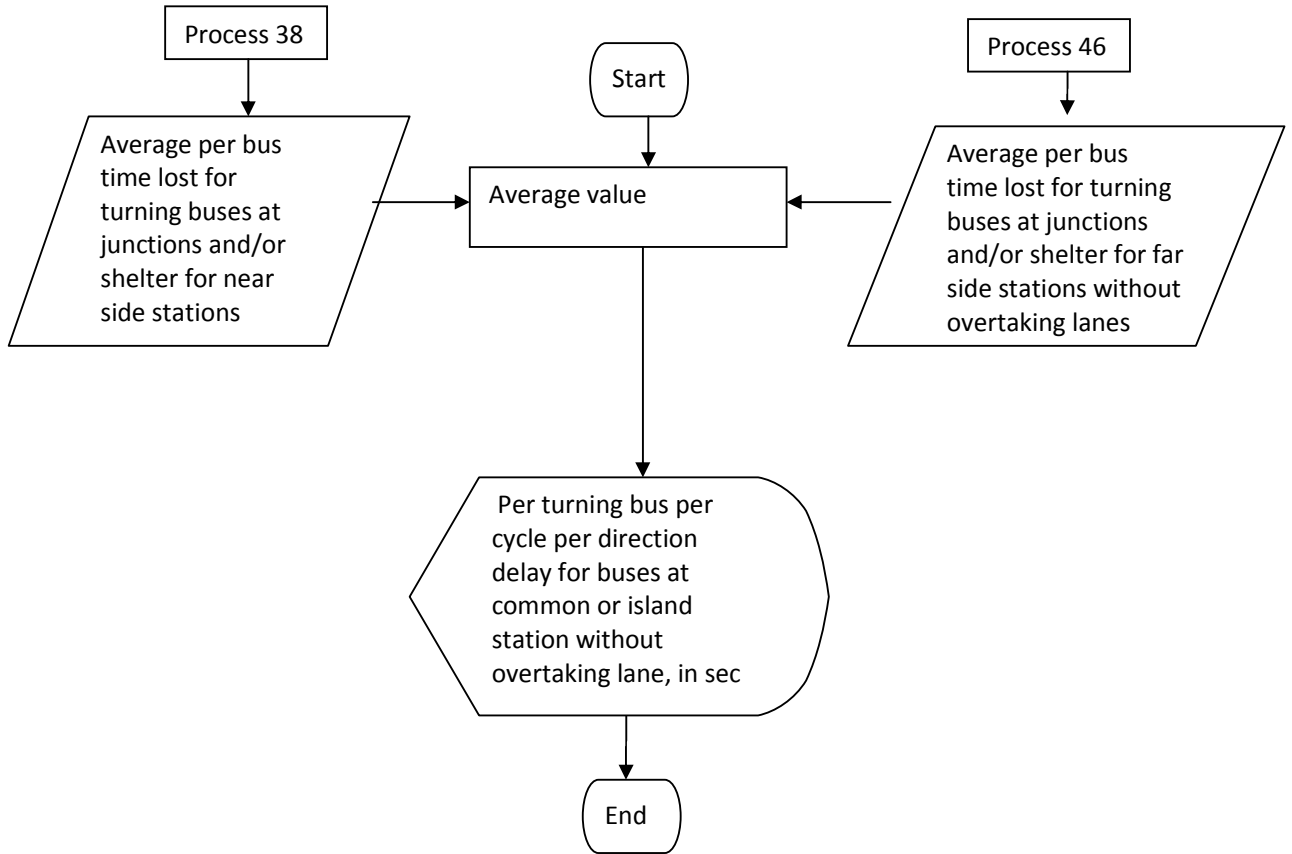 Process 38
Start
Process 46
Average per bus
time lost for
turning buses at
junctions and/or
shelter for near
side stations
Average value
Average per bus
time lost for turning
buses at junctions
and/or shelter for far
side stations without
overtaking lanes
Per turning bus per
cycle per direction
delay for buses at
common or island
station without
overtaking lane, in sec
End